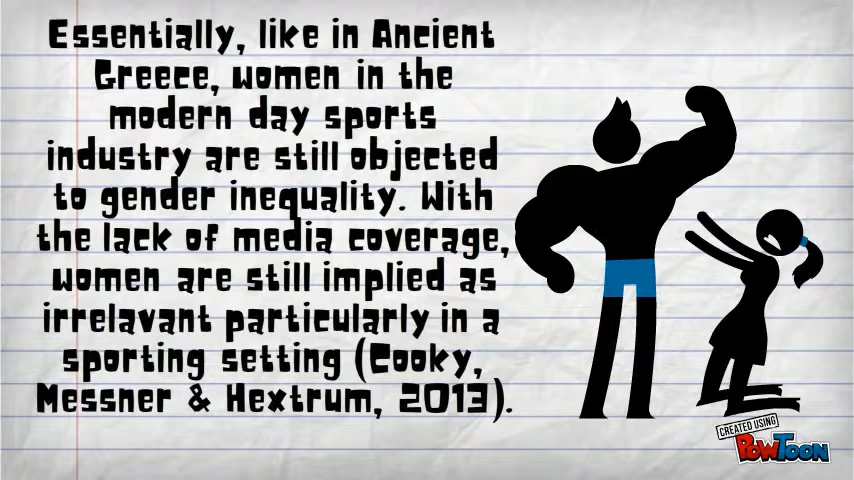 Essentially, like in Ancient
Greece, women in the
modern day sports
industry are still objected
to gender inequality. With
the lack of media coverage,
women are still implied as
irrelavant particularly in a
sporting setting (Cooky,
Messner & Hextrum, 2013).
CREATED USING
POWTOON